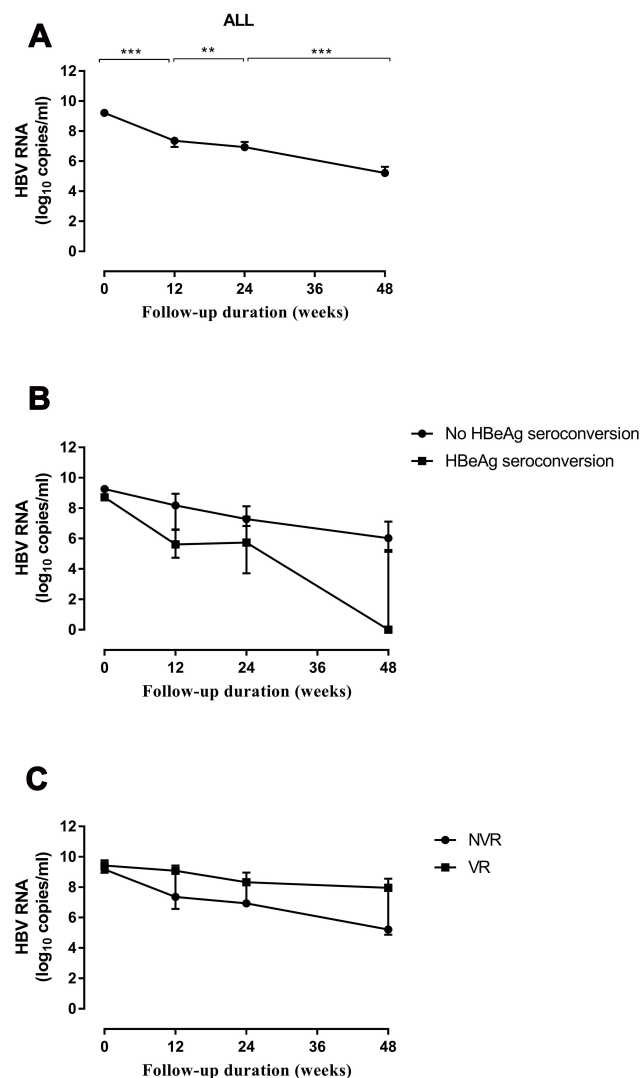 A
ALL
*** ** ***
12
10
8
6
4
2
0
HBV RNA
(log10 copies/ml)
0 12 24 36 48
Follow-up duration (weeks)
B
No HBeAg seroconversion
HBeAg seroconversion
12
10
8
6
4
2
0
HBV RNA
(log10 copies/ml)
0 12 24 36 48
Follow-up duration (weeks)
C
NVR
VR
12
10
8
6
4
2
0
HBV RNA
(log10 copies/ml)
0 12 24 36 48
Follow-up duration (weeks)